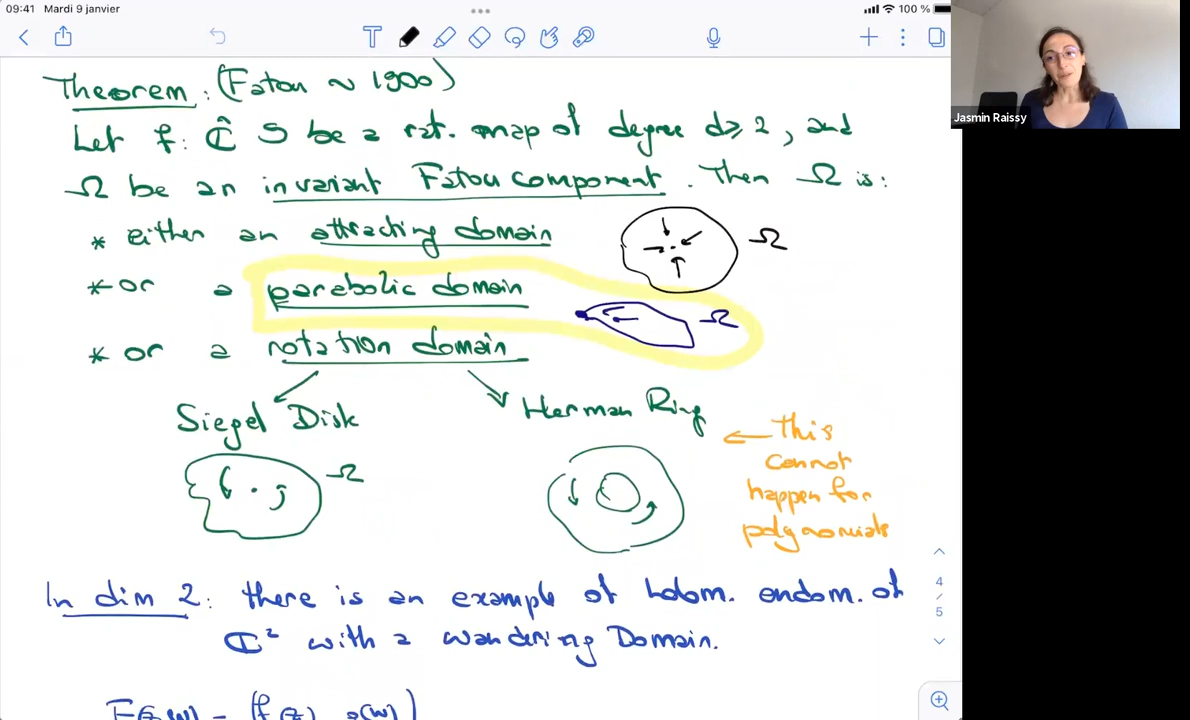 09:41 Mardi 9 janvier
100 %
Theorem: (Fatou ~ 1900)
Let f: Ĉ ↺ be a rat. map of degree d≥2, and
Ω be an invariant Fatou component. Then Ω is:
* either an attracting domain
Ω
* or a parabolic domain
Ω
* or a rotation domain
Siegel Disk
Herman Ring
Ω
← this
cannot
happen for
polynomials
In dim 2: there is an example of holom. endom. of
ℂ² with a wandering Domain.
F(z,w) = (f(z), g(w))
4
/
5
Jasmin Raissy